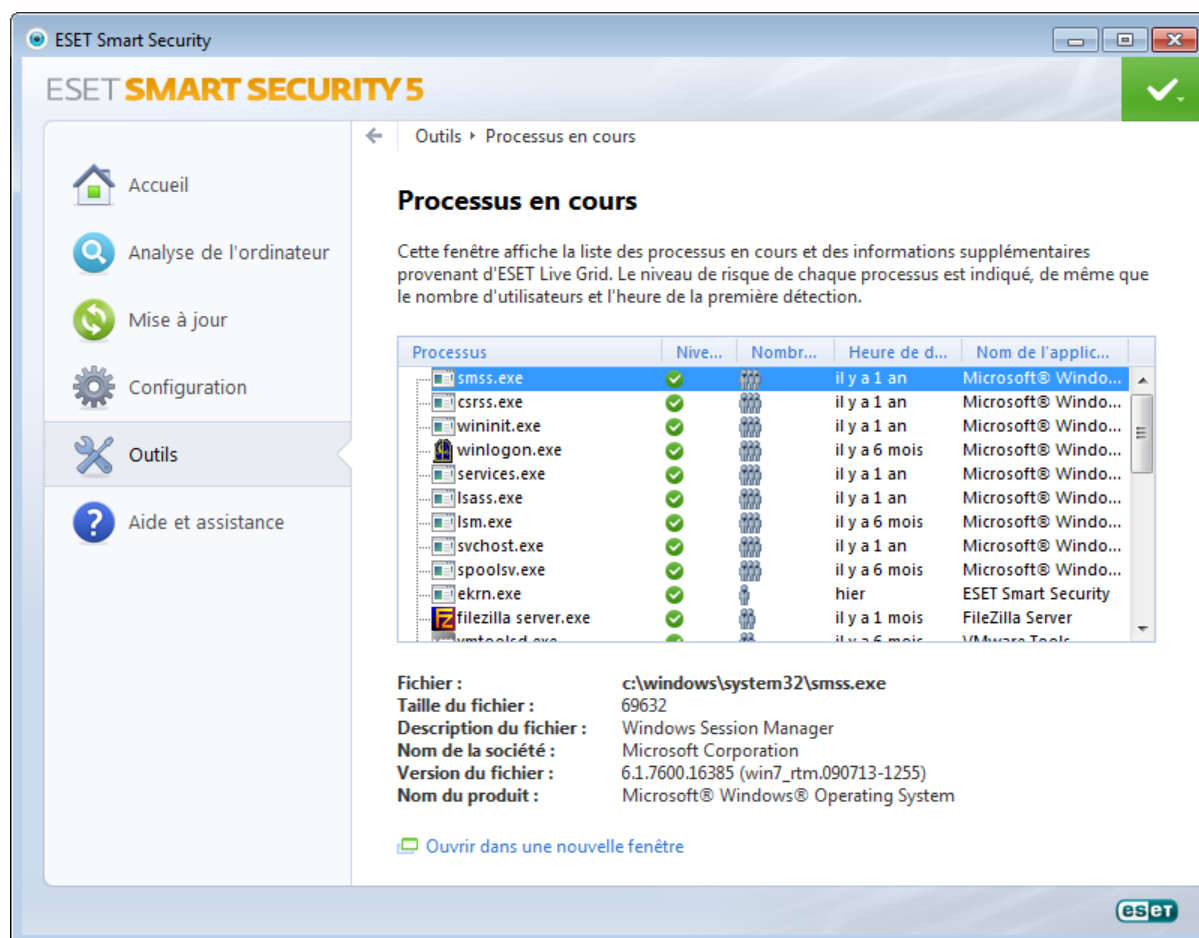 ESET Smart Security
ESET SMART SECURITY 5
Outils ▸ Processus en cours
Accueil
Analyse de l'ordinateur
Mise à jour
Configuration
Outils
Aide et assistance
Processus en cours
Cette fenêtre affiche la liste des processus en cours et des informations supplémentaires
provenant d'ESET Live Grid. Le niveau de risque de chaque processus est indiqué, de même que
le nombre d'utilisateurs et l'heure de la première détection.
Processus Nive... Nombr... Heure de d... Nom de l'applic...
smss.exe il y a 1 an Microsoft® Windo...
csrss.exe il y a 1 an Microsoft® Windo...
wininit.exe il y a 1 an Microsoft® Windo...
winlogon.exe il y a 6 mois Microsoft® Windo...
services.exe il y a 1 an Microsoft® Windo...
lsass.exe il y a 1 an Microsoft® Windo...
lsm.exe il y a 6 mois Microsoft® Windo...
svchost.exe il y a 1 an Microsoft® Windo...
spoolsv.exe il y a 6 mois Microsoft® Windo...
ekrn.exe hier ESET Smart Security
filezilla server.exe il y a 1 mois FileZilla Server
vmtoolsd.exe il y a 6 mois VMware Tools
Fichier : c:\windows\system32\smss.exe
Taille du fichier : 69632
Description du fichier : Windows Session Manager
Nom de la société : Microsoft Corporation
Version du fichier : 6.1.7600.16385 (win7_rtm.090713-1255)
Nom du produit : Microsoft® Windows® Operating System
Ouvrir dans une nouvelle fenêtre
eseT